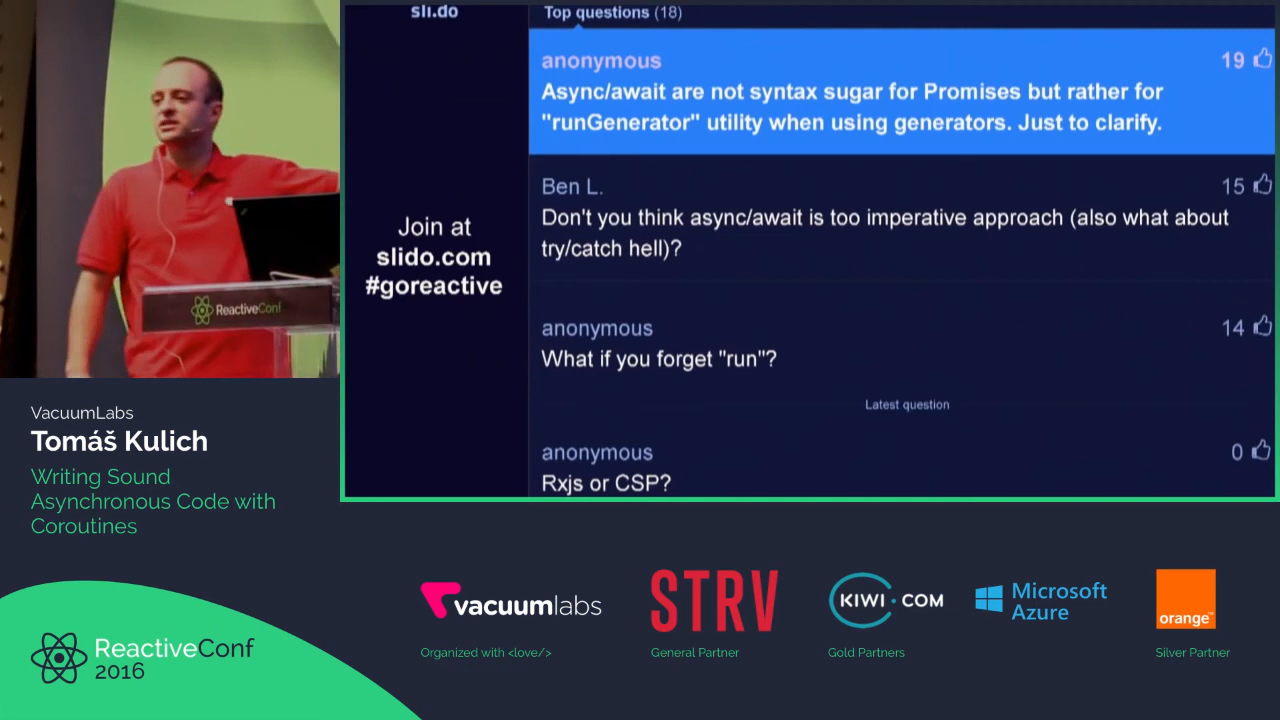 sli.do
Top questions (18)
anonymous
19
Async/await are not syntax sugar for Promises but rather for
"runGenerator" utility when using generators. Just to clarify.
Ben L.
15
Don't you think async/await is too imperative approach (also what about
try/catch hell)?
Join at
slido.com
#goreactive
anonymous
14
What if you forget "run"?
Latest question
anonymous
0
Rxjs or CSP?
ReactiveConf
VacuumLabs
Tomáš Kulich
Writing Sound
Asynchronous Code with
Coroutines
vacuumlabs
Organized with <love/>
STRV
General Partner
KIWI.COM
Gold Partners
Microsoft
Azure
orange™
Silver Partner
ReactiveConf
2016